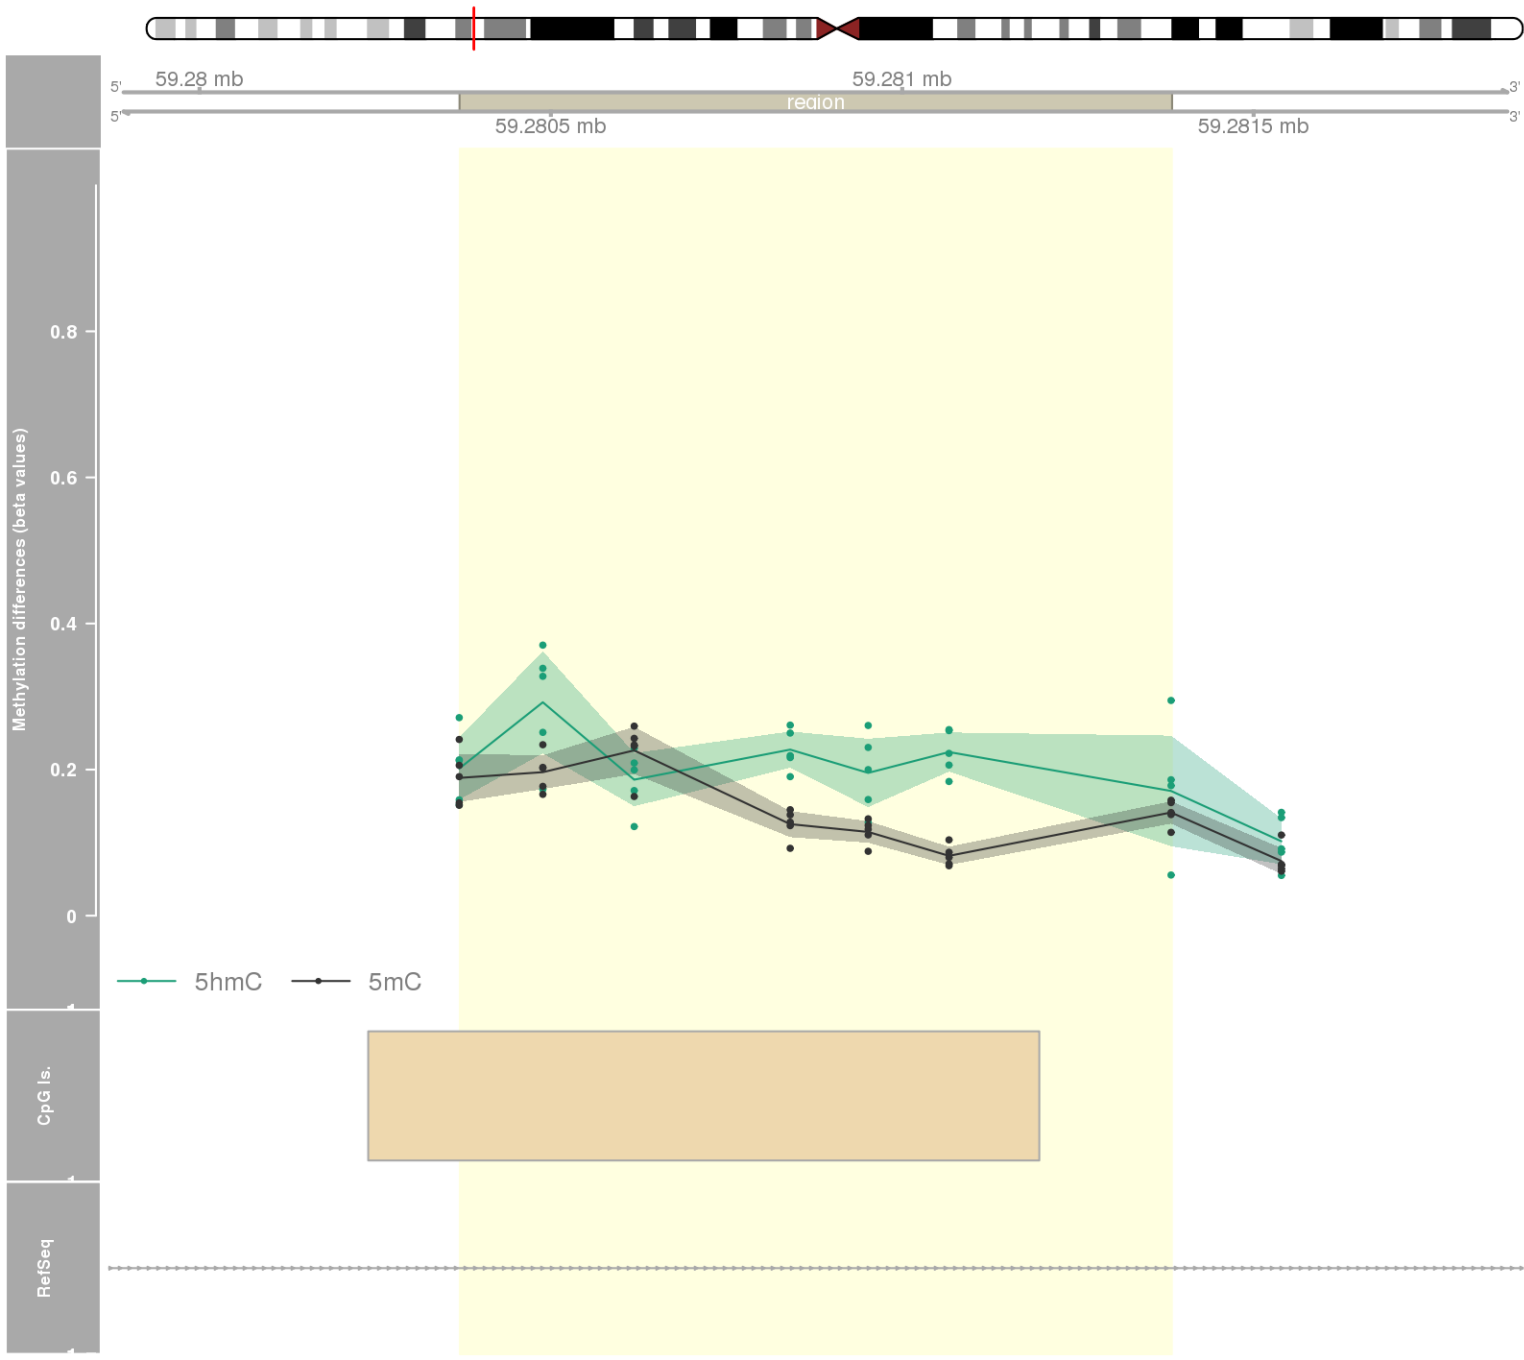 59.28 mb
59.281 mb
5'
3'
region
5'
3'
59.2805 mb
59.2815 mb
Methylation differences (beta values)
0.8
0.6
0.4
0.2
0
5hmC
5mC
CpG Is.
RefSeq